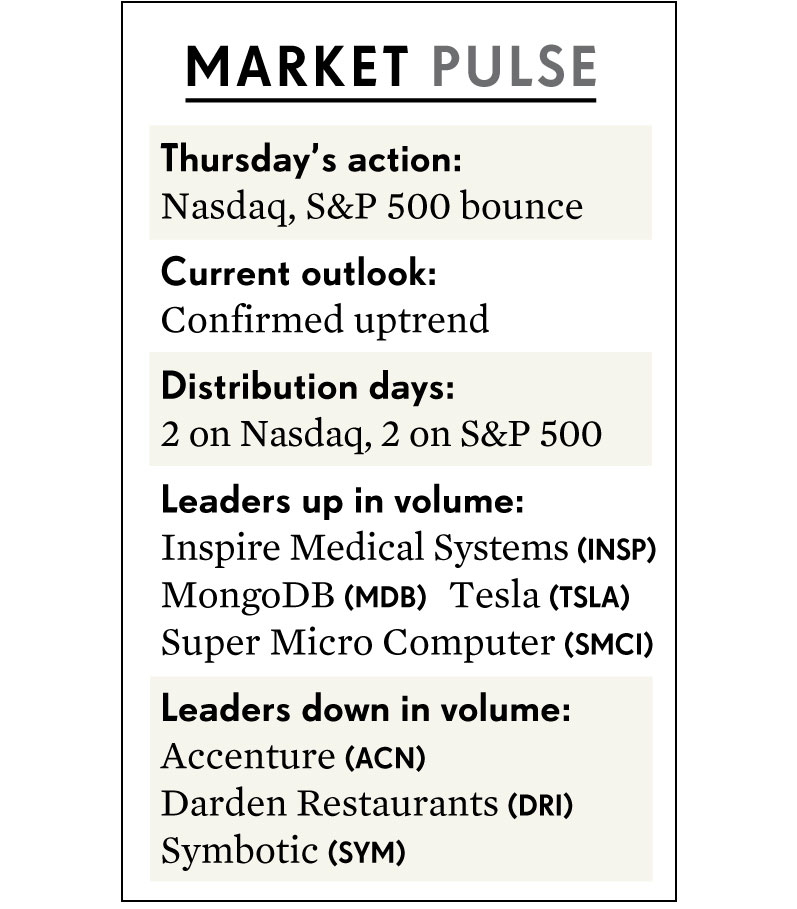 MARKET PULSE
Thursday's action:
Nasdaq, S&P 500 bounce
Current outlook:
Confirmed uptrend
Distribution days:
2 on Nasdaq, 2 on S&P 500
Leaders up in volume:
Inspire Medical Systems (INSP)
MongoDB (MDB) Tesla (TSLA)
Super Micro Computer (SMCI)
Leaders down in volume:
Accenture (ACN)
Darden Restaurants (DRI)
Symbotic (SYM)